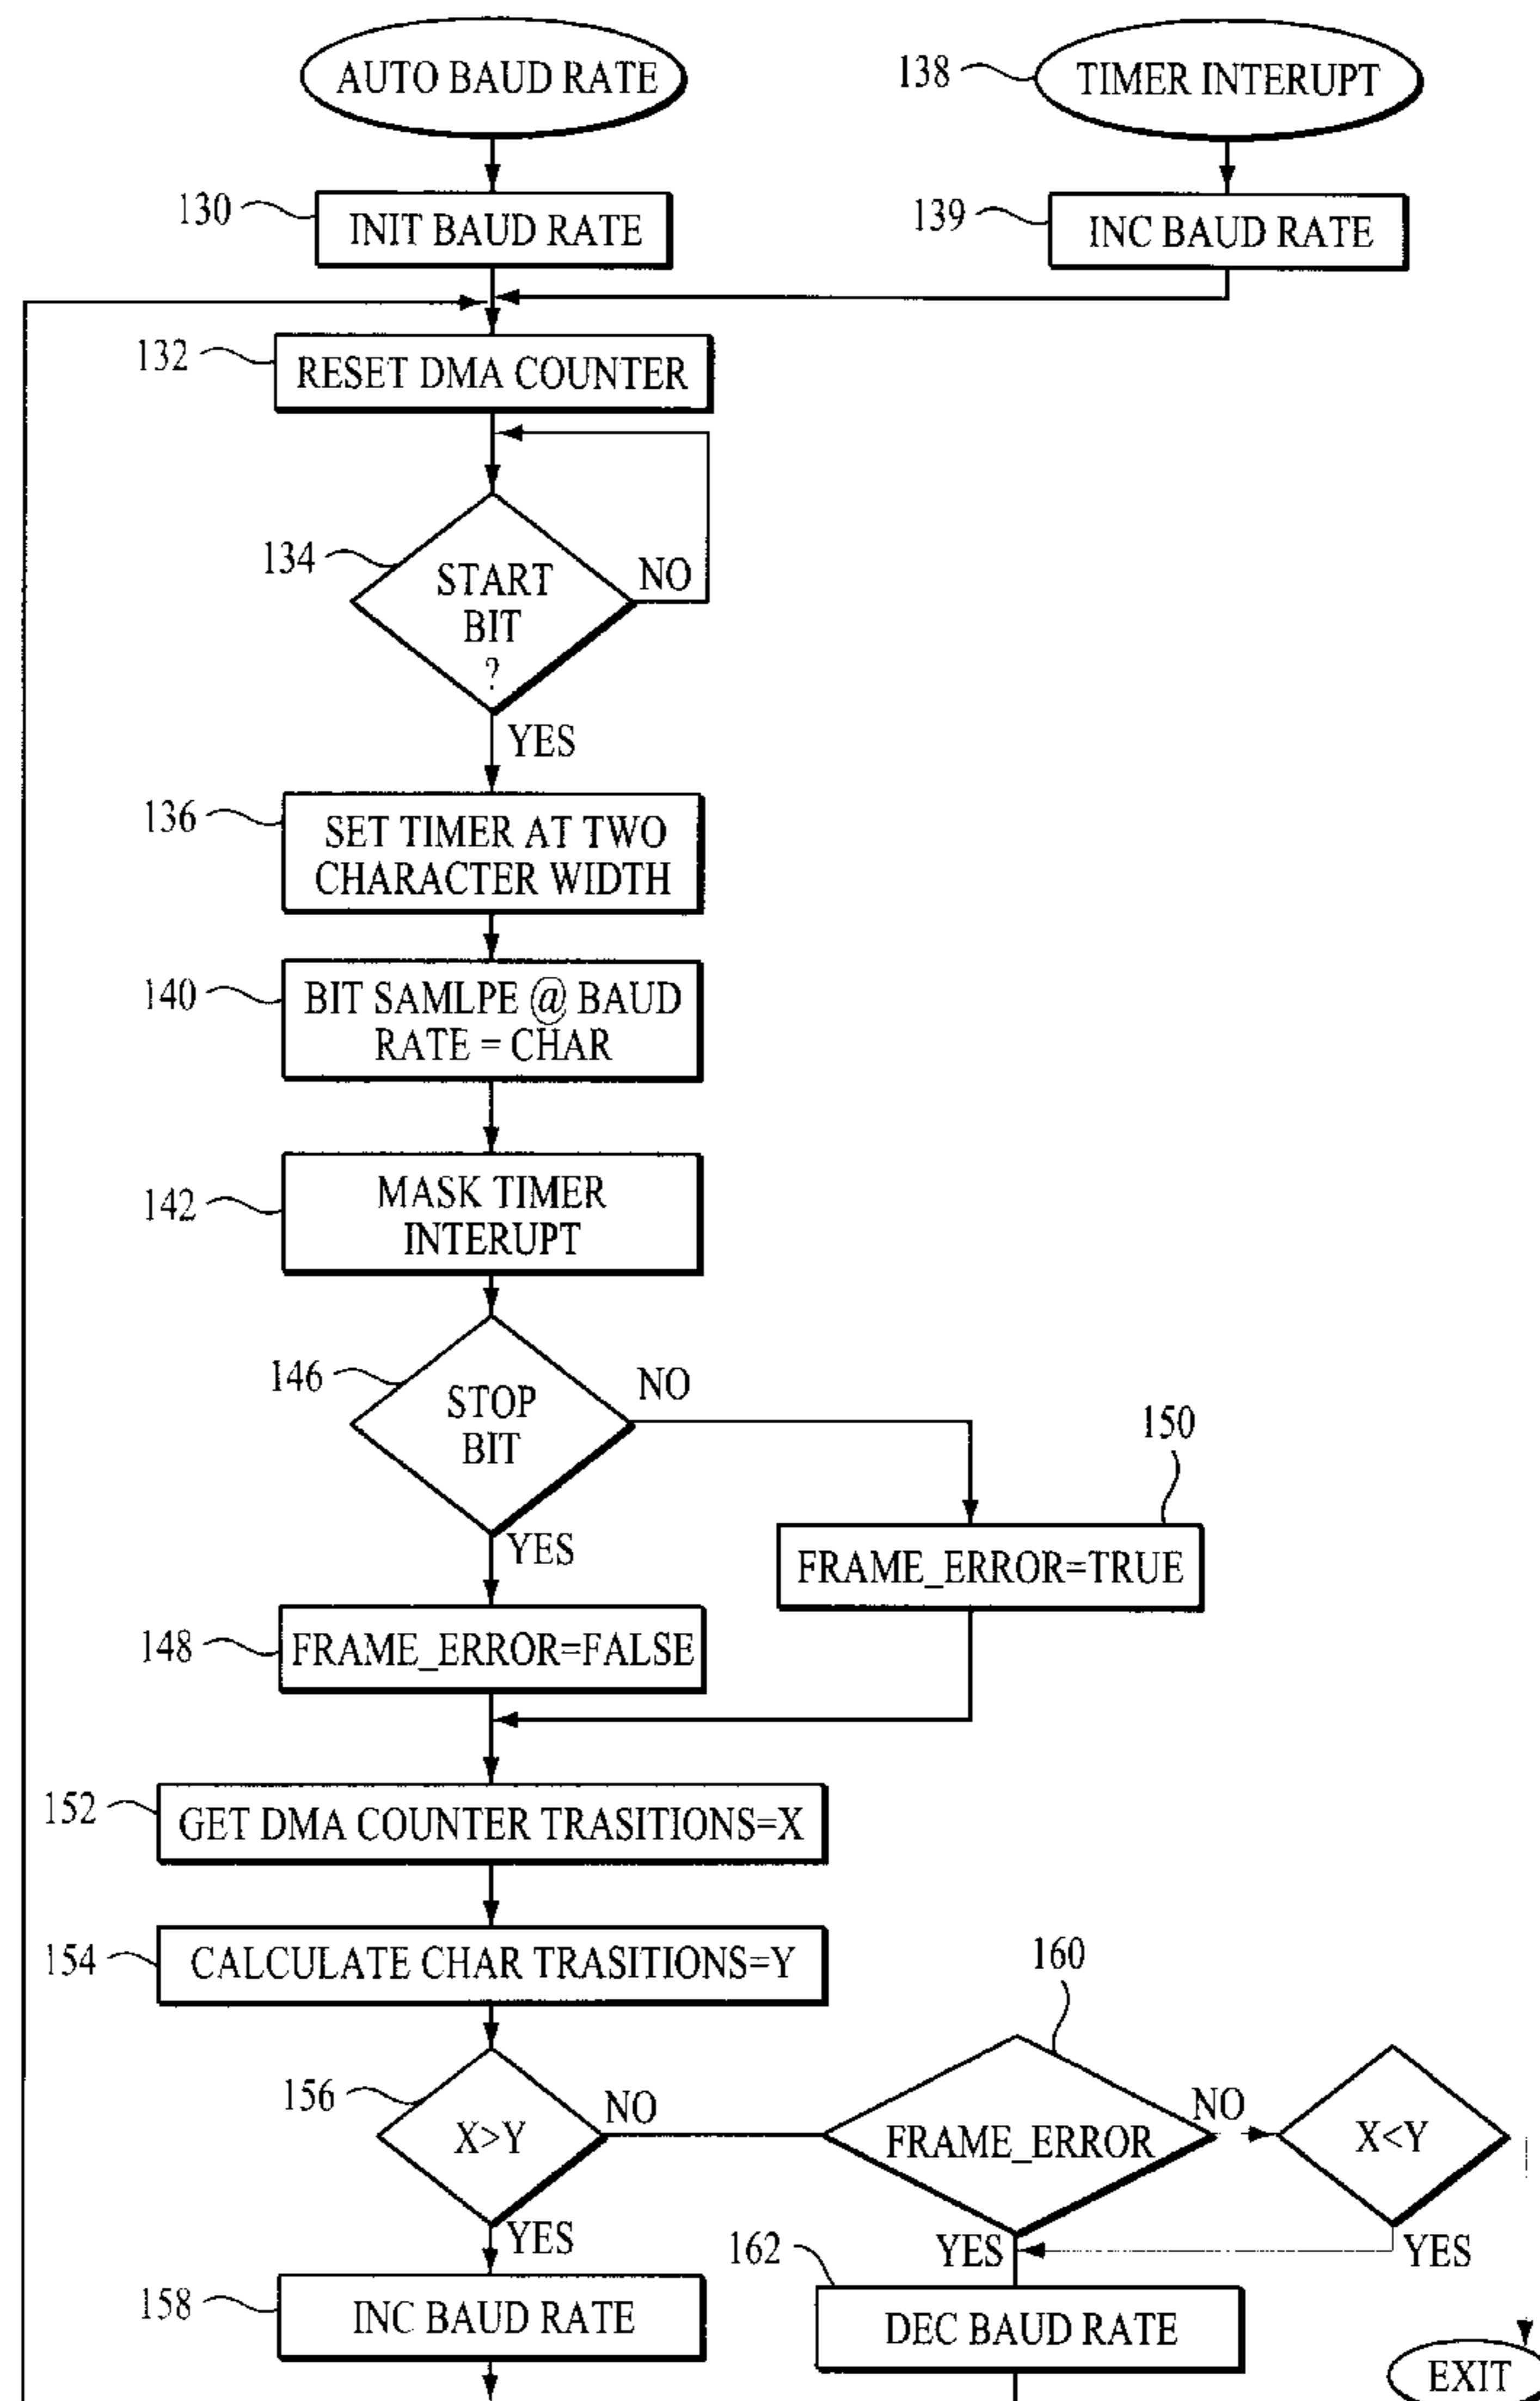 AUTO BAUD RATE
138
TIMER INTERUPT
130
INIT BAUD RATE
139
INC BAUD RATE
132
RESET DMA COUNTER
134
START
BIT
?
NO
YES
136
SET TIMER AT TWO
CHARACTER WIDTH
140
BIT SAMLPE @ BAUD
RATE = CHAR
142
MASK TIMER
INTERUPT
146
STOP
BIT
NO
YES
150
FRAME_ERROR=TRUE
148
FRAME_ERROR=FALSE
152
GET DMA COUNTER TRASITIONS=X
154
CALCULATE CHAR TRASITIONS=Y
156
X>Y
NO
YES
160
FRAME_ERROR
NO
YES
X<Y
YES
158
INC BAUD RATE
162
DEC BAUD RATE
EXIT